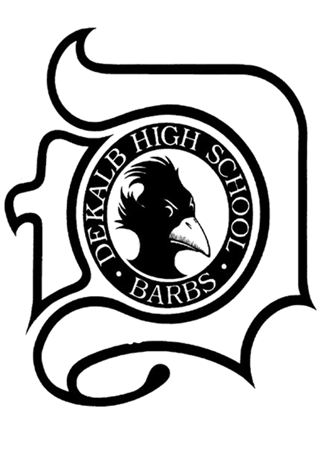 D
DEKALB HIGH SCHOOL
· BARBS ·